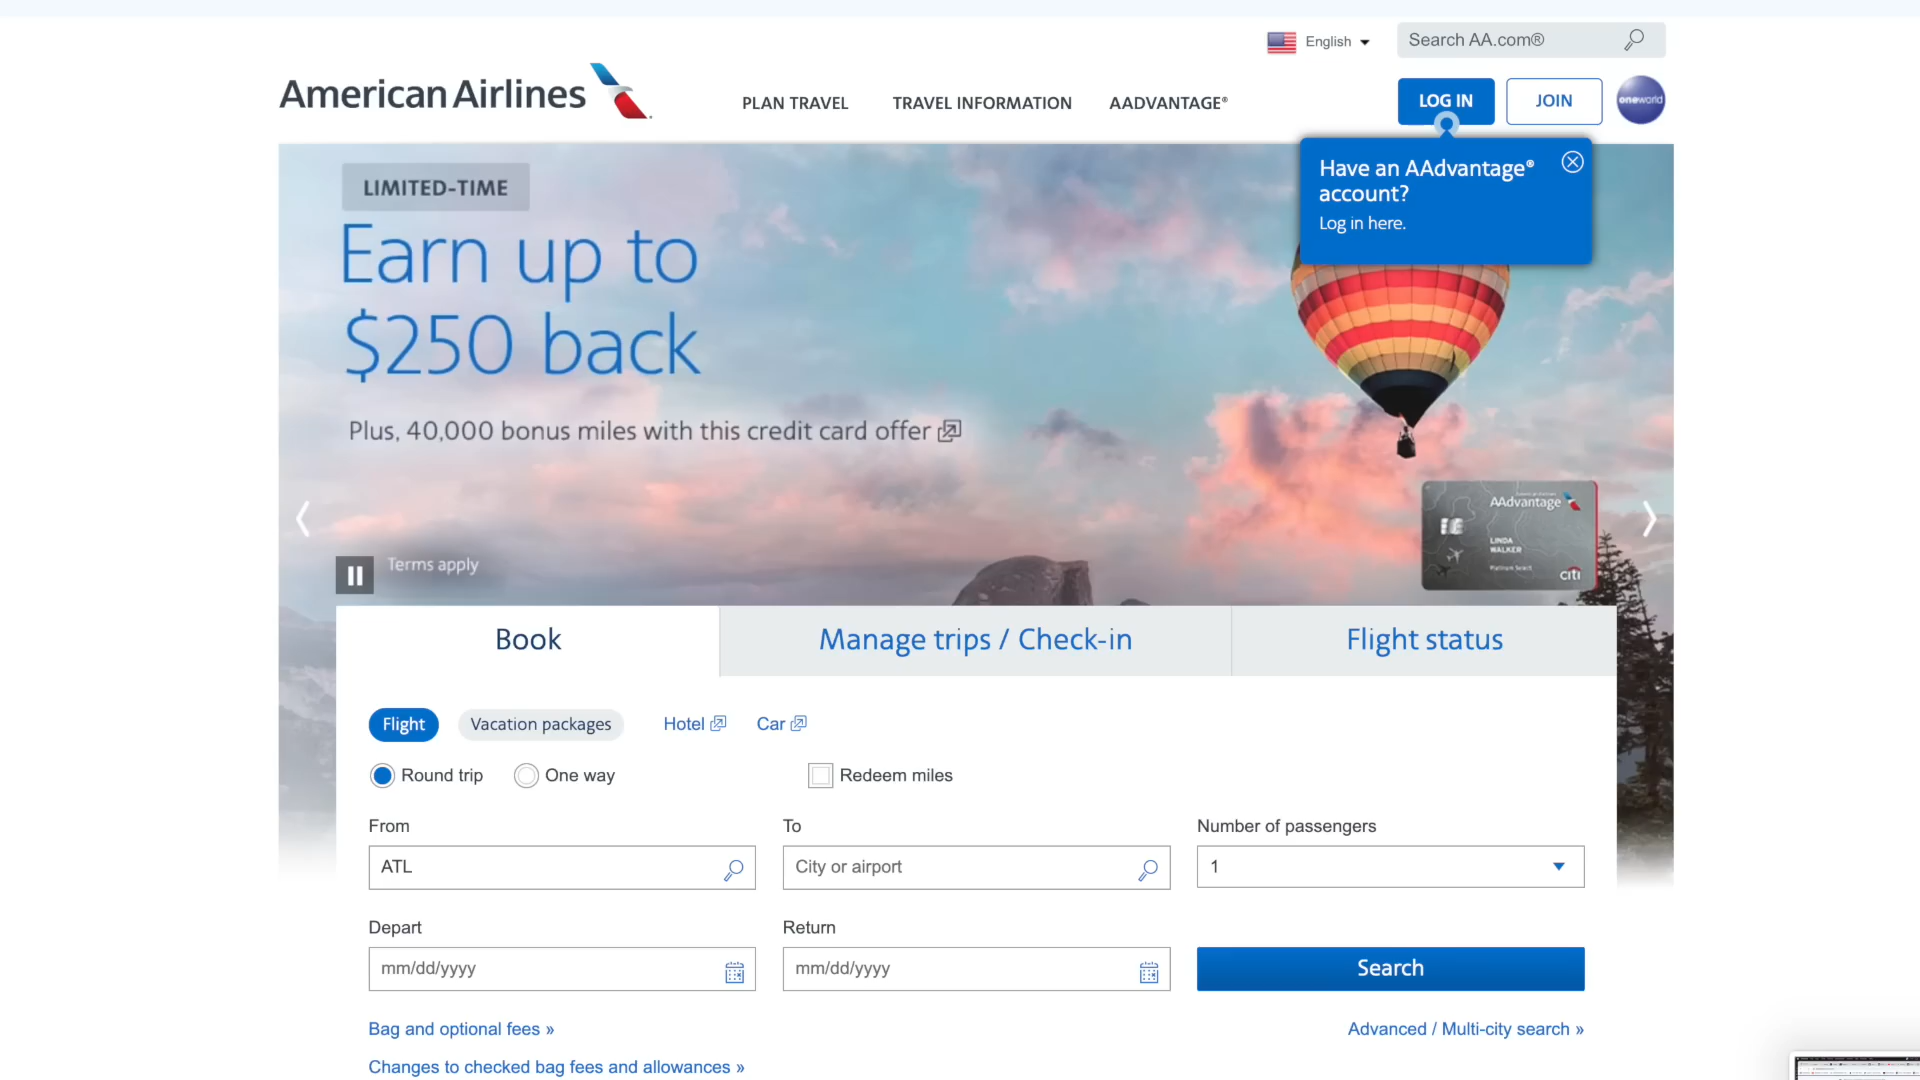 English
Search AA.com®
American Airlines
PLAN TRAVEL
TRAVEL INFORMATION
AADVANTAGE®
LOG IN
JOIN
oneworld
Have an AAdvantage®
account?
Log in here.
LIMITED-TIME
Earn up to
$250 back
Plus, 40,000 bonus miles with this credit card offer
AAdvantage
LINDA
WALKER
Platinum Select
citi
Terms apply
Book
Manage trips / Check-in
Flight status
Flight
Vacation packages
Hotel
Car
Round trip
One way
Redeem miles
From
To
Number of passengers
ATL
City or airport
1
Depart
Return
mm/dd/yyyy
mm/dd/yyyy
Search
Bag and optional fees »
Advanced / Multi-city search »
Changes to checked bag fees and allowances »